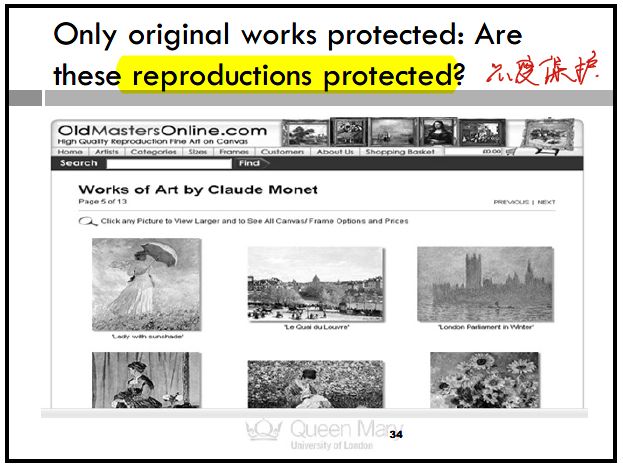 Only original works protected: Are
these reproductions protected? 不受保护.
OldMastersOnline.com
High Quality Reproduction Fine Art on Canvas
Home Artists Categories Sizes Frames Customers About Us Shopping Basket £0.00
Search Find
Works of Art by Claude Monet
Page 5 of 13
PREVIOUS | NEXT
Click any Picture to View Larger and to See All Canvas/ Frame Options and Prices
'Lady with sunshade'
'Le Quai du Louvre'
'London Parliament in Winter'
Queen Mary
University of London
34